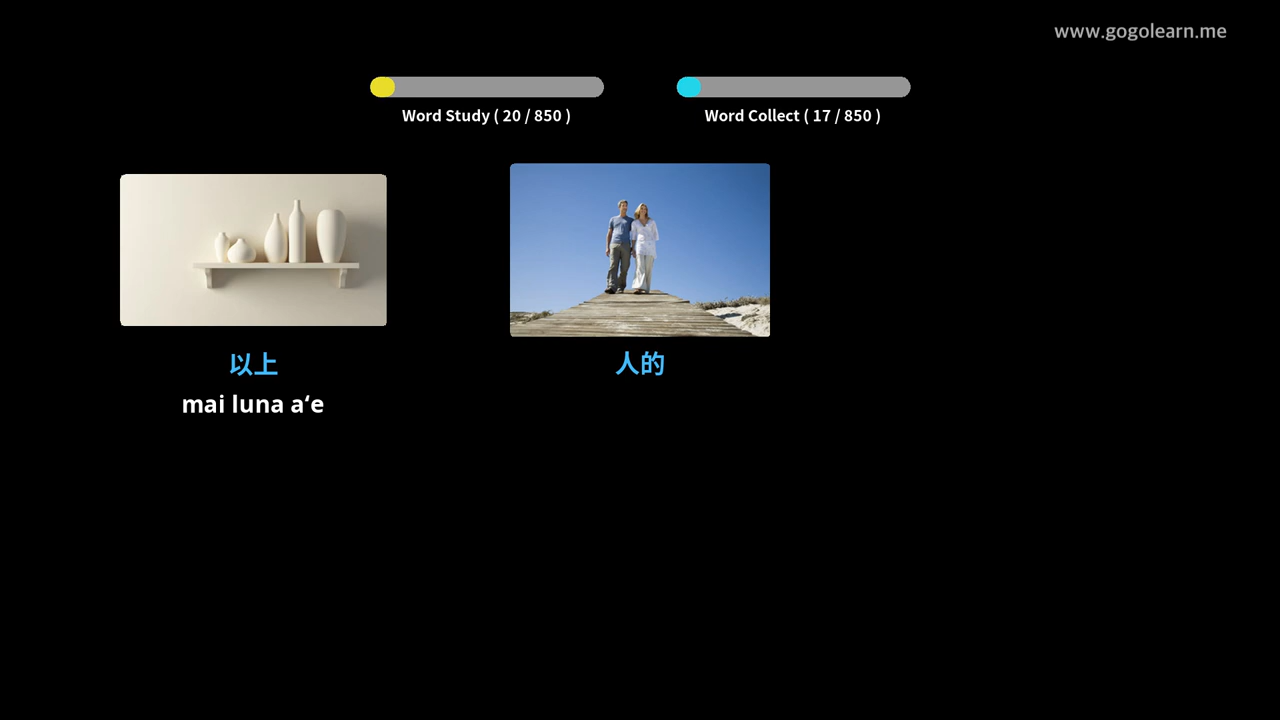 www.gogolearn.me
Word Study ( 20 / 850 )
Word Collect ( 17 / 850 )
以上
mai luna a‘e
人的